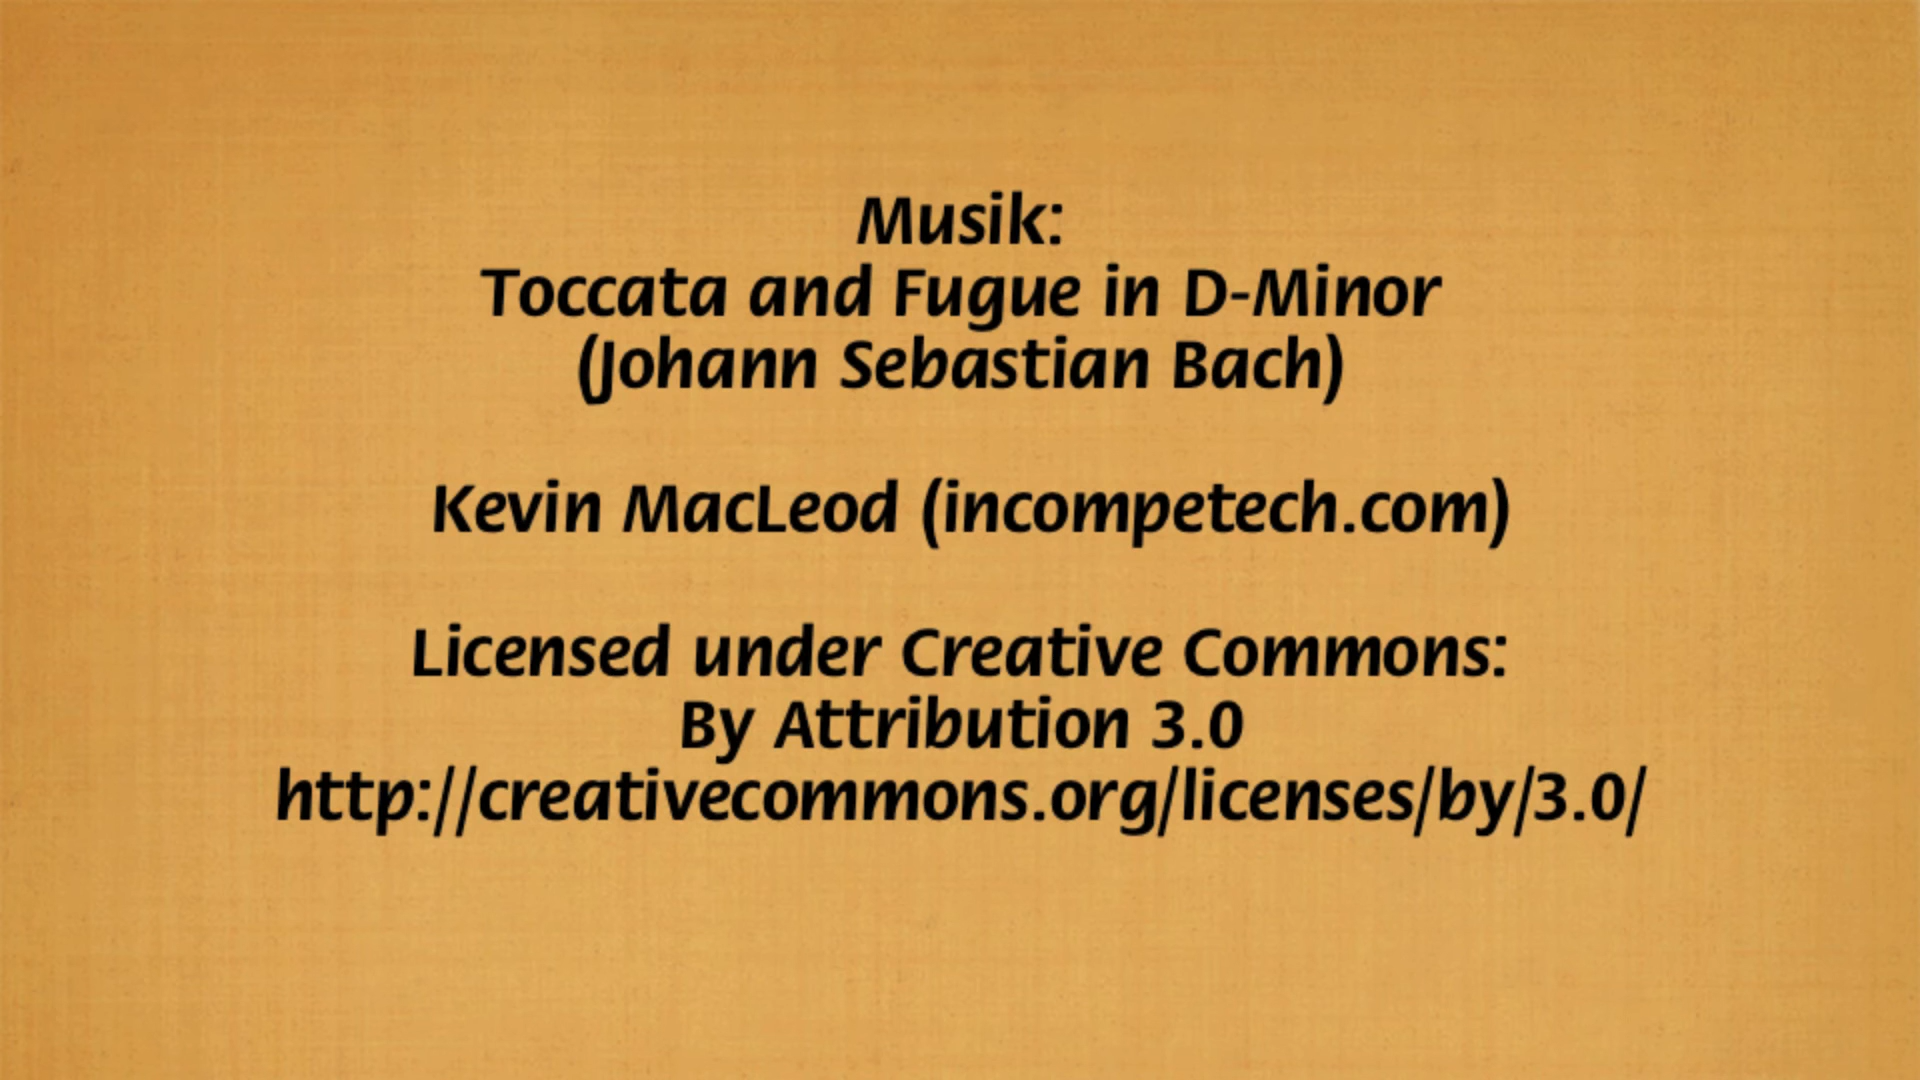 Musik:
Toccata and Fugue in D-Minor
(Johann Sebastian Bach)
Kevin MacLeod (incompetech.com)
Licensed under Creative Commons:
By Attribution 3.0
http://creativecommons.org/licenses/by/3.0/